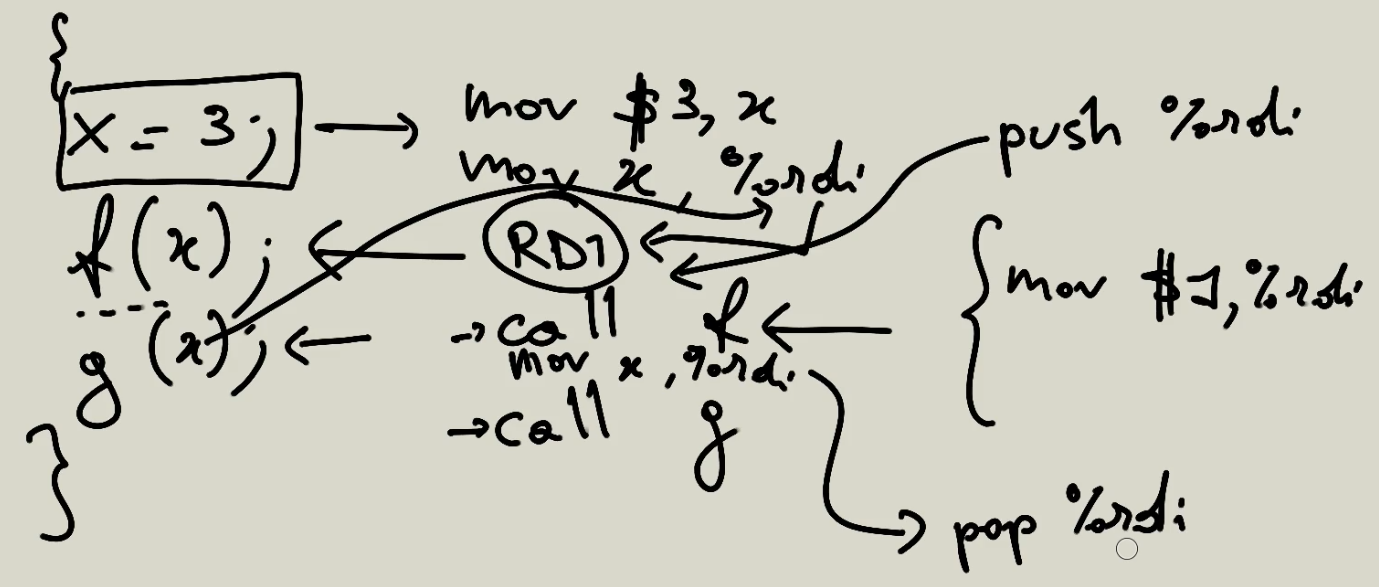 {
x = 3; → mov $3, x
mov x, %rdi
push %rdi
f(x); ← RDI
{ mov $1, %rdi
g(x); ← → call f ←
mov x, %rdi
→ call g
}
pop %rdi